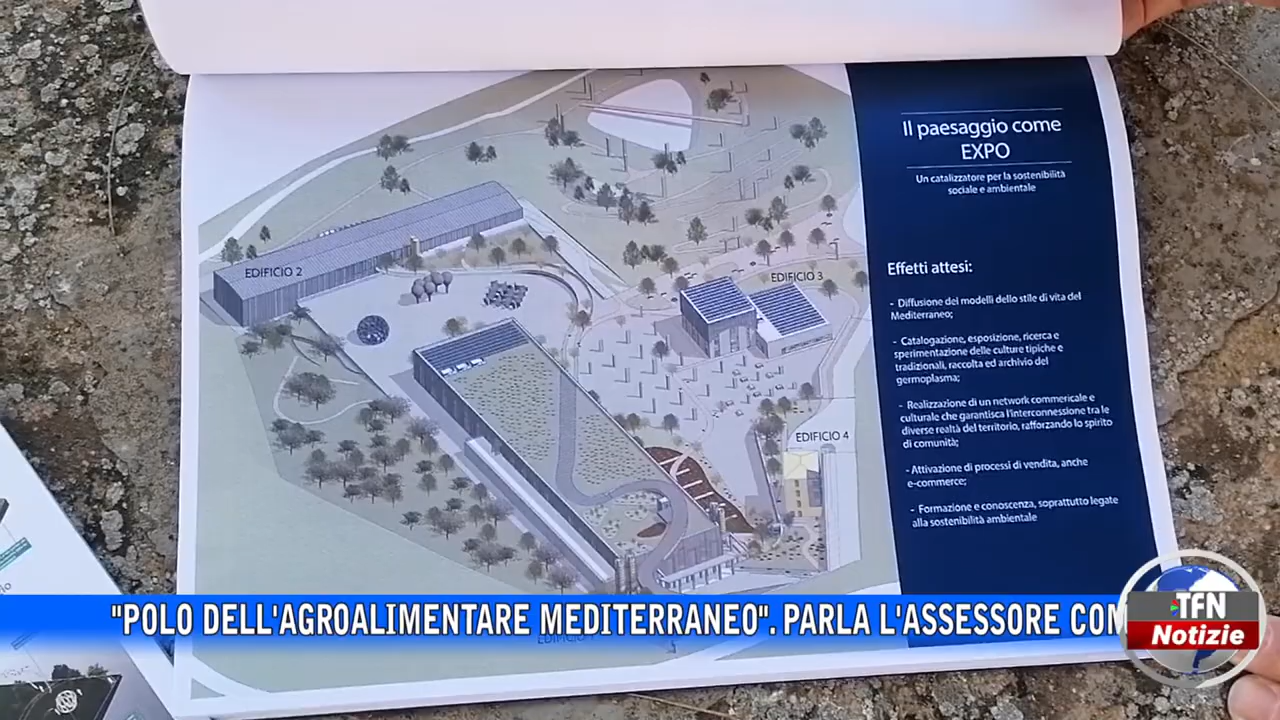 Il paesaggio come
EXPO
Un catalizzatore per la sostenibilità
sociale e ambientale
EDIFICIO 2
EDIFICIO 3
EDIFICIO 4
Effetti attesi:
- Diffusione dei modelli dello stile di vita del
Mediterraneo;
- Catalogazione, esposizione, ricerca e
sperimentazione delle culture tipiche e
tradizionali, raccolta ed archivio del
germoplasma;
- Realizzazione di un network commericale e
culturale che garantisca l'interconnessione tra le
diverse realtà del territorio, rafforzando lo spirito
di comunità;
- Attivazione di processi di vendita, anche
e-commerce;
- Formazione e conoscenza, soprattutto legate
alla sostenibilità ambientale
"POLO DELL'AGROALIMENTARE MEDITERRANEO". PARLA L'ASSESSORE COM
TFN
Notizie